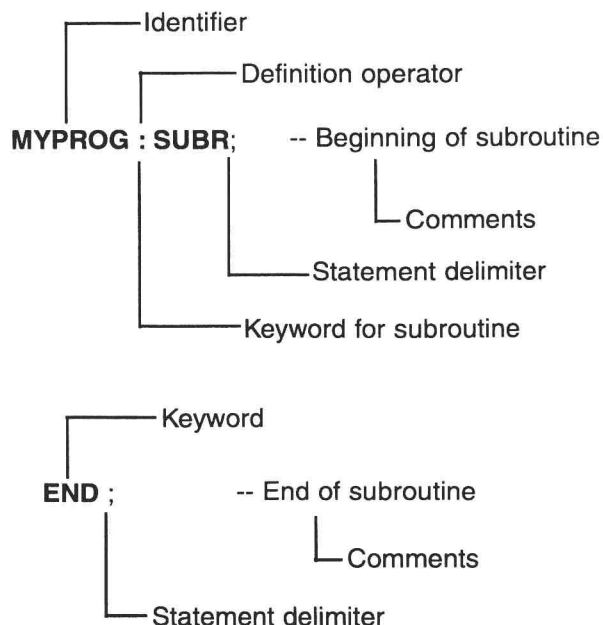 Identifier
Definition operator
MYPROG : SUBR; -- Beginning of subroutine
Comments
Statement delimiter
Keyword for subroutine
Keyword
END ; -- End of subroutine
Comments
Statement delimiter